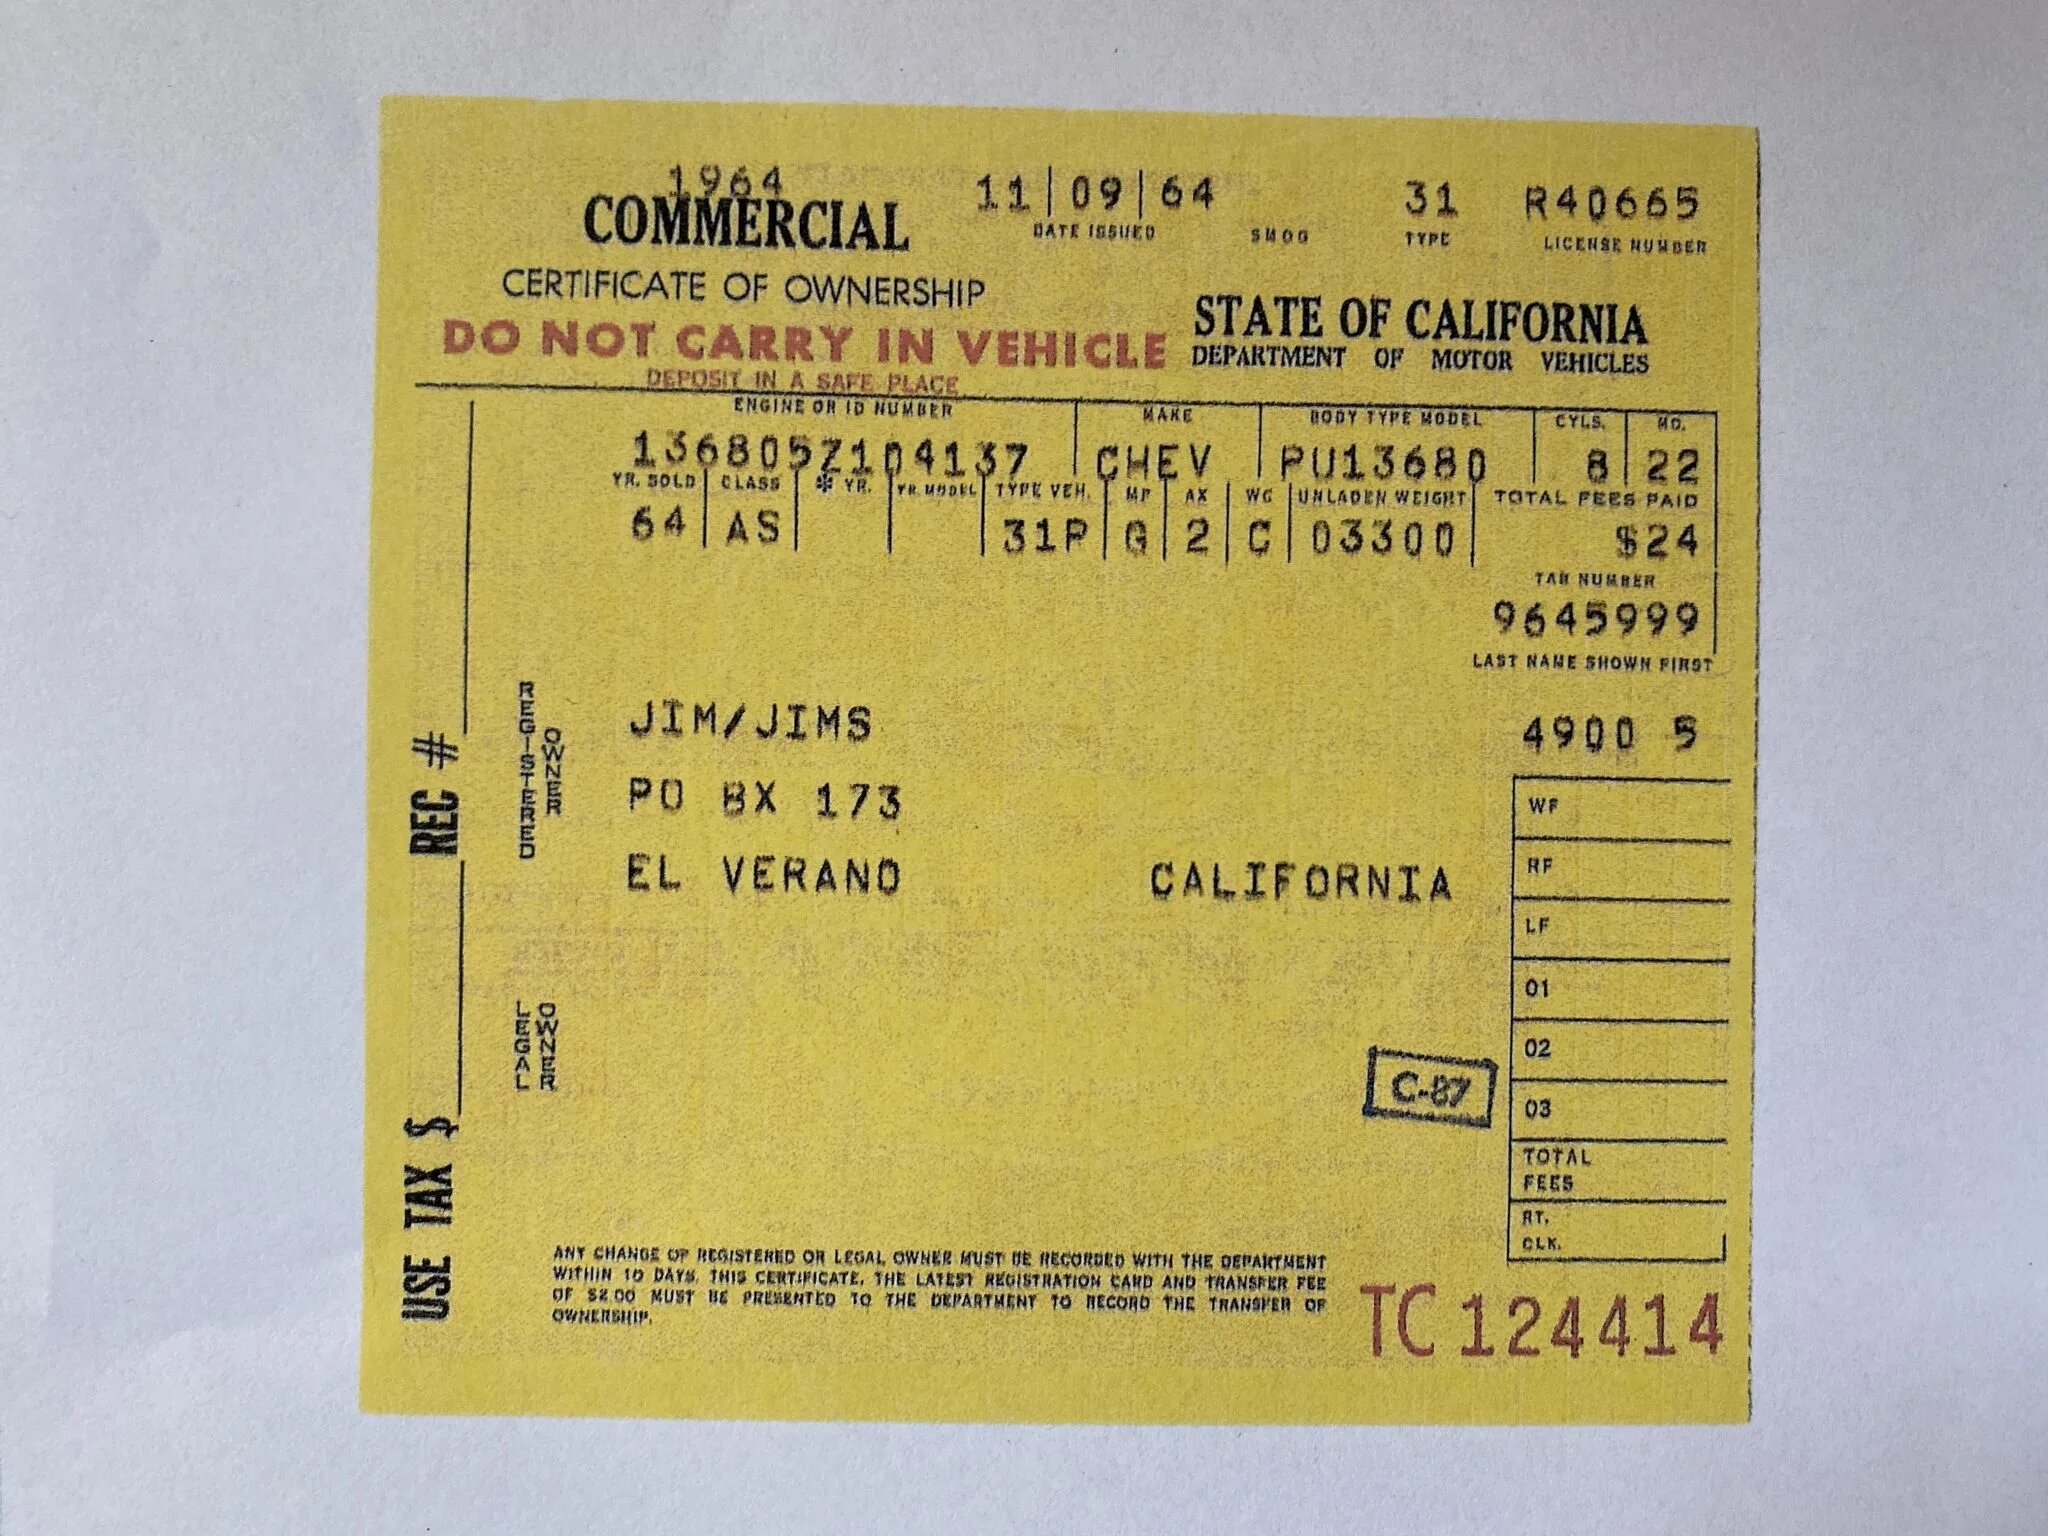 1964
COMMERCIAL
11|09|64 31 R40665
DATE ISSUED SMOG TYPE LICENSE NUMBER
CERTIFICATE OF OWNERSHIP
DO NOT CARRY IN VEHICLE
DEPOSIT IN A SAFE PLACE
STATE OF CALIFORNIA
DEPARTMENT OF MOTOR VEHICLES
ENGINE OR ID NUMBER MAKE BODY TYPE MODEL CYLS. MO.
136805Z104137 CHEV PU13680 8 22
YR. SOLD CLASS * YR. YR. MODEL TYPE VEH. MP AX WC UNLADEN WEIGHT TOTAL FEES PAID
64 AS 31P G 2 C 03300 $24
TAB NUMBER
9645999
LAST NAME SHOWN FIRST
REGISTERED OWNER
JIM/JIMS 4900 5
PO BX 173
EL VERANO CALIFORNIA
LEGAL OWNER
C-87
WF
RF
LF
01
02
03
TOTAL FEES
RT. CLK.
USE TAX $ REC #
ANY CHANGE OF REGISTERED OR LEGAL OWNER MUST BE RECORDED WITH THE DEPARTMENT
WITHIN 10 DAYS. THIS CERTIFICATE, THE LATEST REGISTRATION CARD AND TRANSFER FEE
OF $2.00 MUST BE PRESENTED TO THE DEPARTMENT TO RECORD THE TRANSFER OF
OWNERSHIP.
TC124414